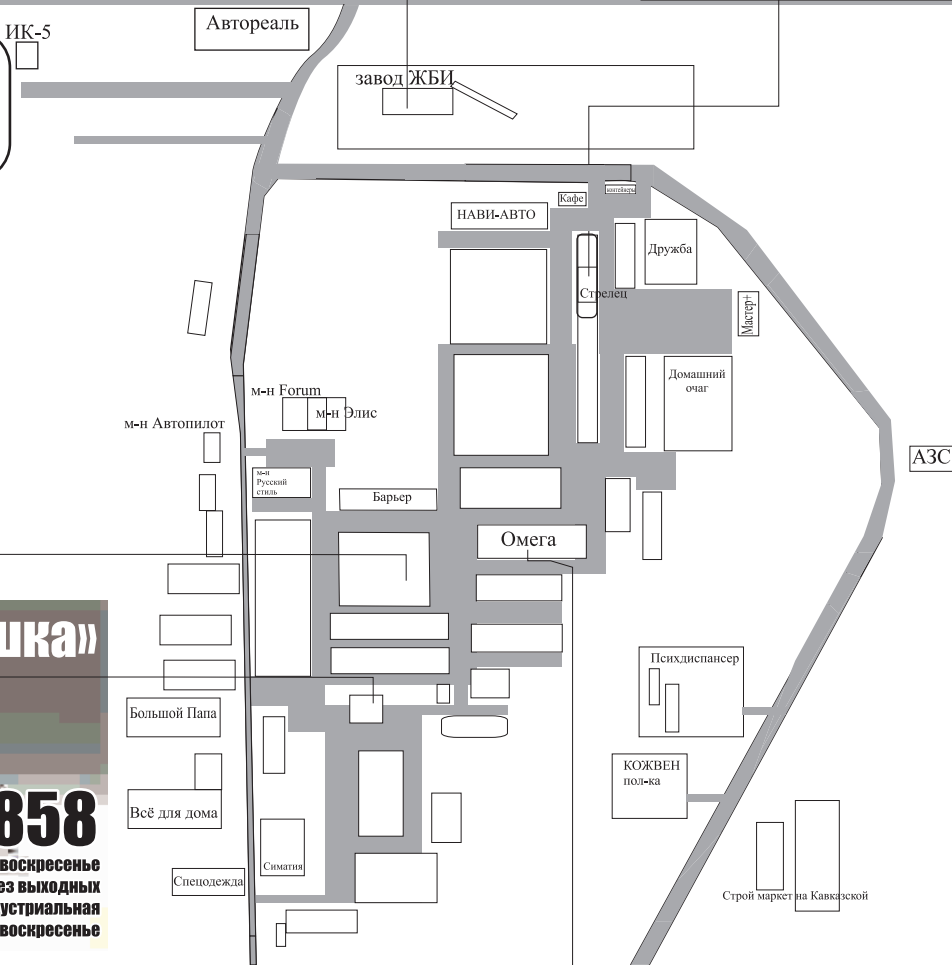 ИК-5
Автореаль
завод ЖБИ
Кафе
контейнеры
НАВИ-АВТО
Дружба
Стрелец
Мастер+
Домашний
очаг
м-н Forum
м-н Элис
м-н Автопилот
АЗС
м-н
Русский
стиль
Барьер
Омега
шка»
Психдиспансер
Большой Папа
КОЖВЕН
пол-ка
858
Всё для дома
воскресенье
ез выходных
Симатия
Спецодежда
устриальная
воскресенье
Строй маркет на Кавказской